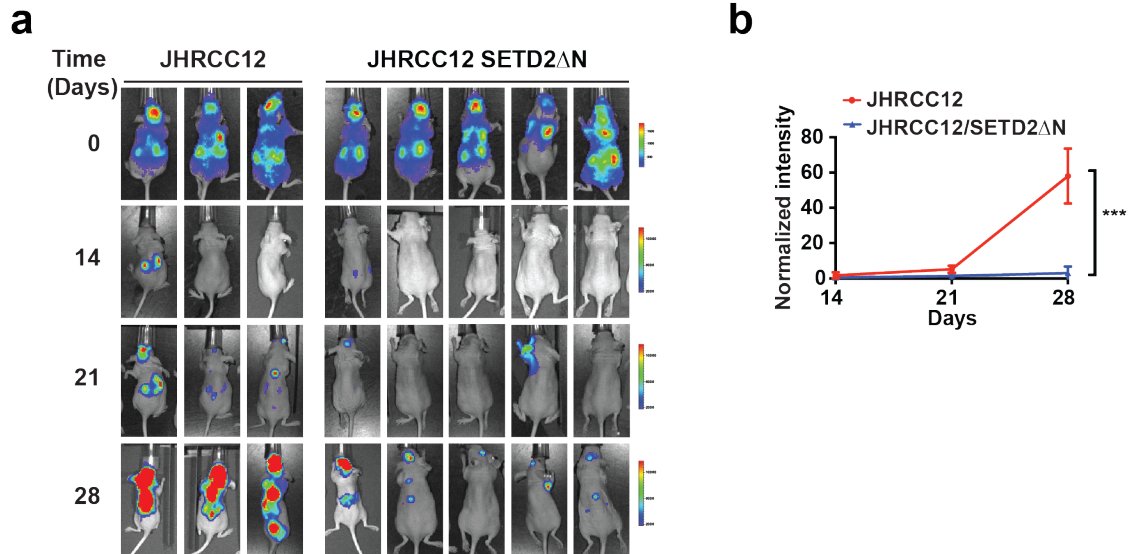 a
Time
(Days)
JHRCC12
JHRCC12 SETD2ΔN
0
14
21
28
b
JHRCC12
JHRCC12/SETD2ΔN
Normalized intensity
80
60
40
20
0
14
21
28
Days
***